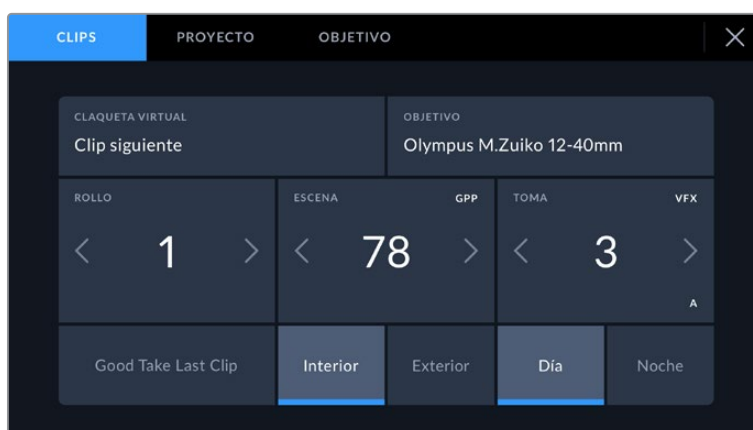 CLIPS PROYECTO OBJETIVO
CLAQUETA VIRTUAL OBJETIVO
Clip siguiente Olympus M.Zuiko 12-40mm
ROLLO ESCENA GPP TOMA VFX
1 78 3
A
Good Take Last Clip Interior Exterior Día Noche